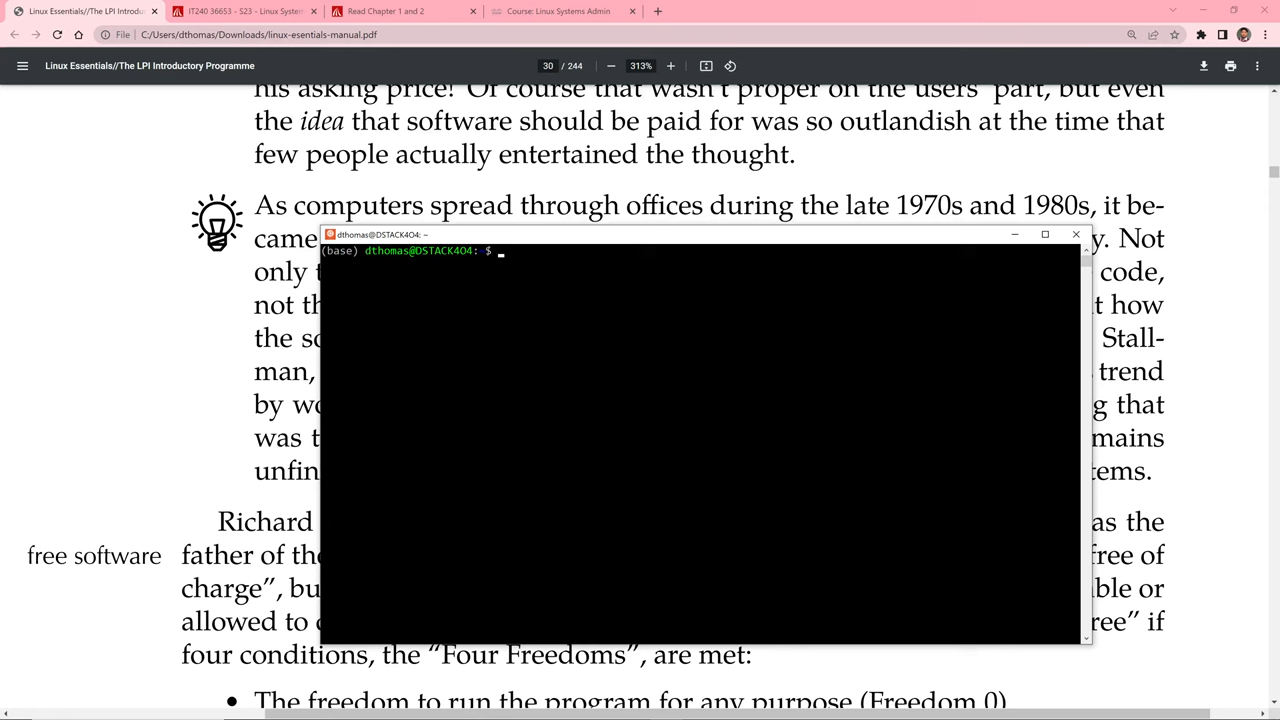 Linux Essentials//The LPI Introdu
IT240 36653 - S23 - Linux System
Read Chapter 1 and 2
Course: Linux Systems Admin
File
C:/Users/dthomas/Downloads/linux-esentials-manual.pdf
Linux Essentials//The LPI Introductory Programme
30 / 244
313%
his asking price! Of course that wasn't proper on the users' part, but even
the idea that software should be paid for was so outlandish at the time that
few people actually entertained the thought.
As computers spread through offices during the late 1970s and 1980s, it be-
came
y. Not
only t
code,
not th
t how
the so
Stall-
man,
trend
by wo
g that
was t
mains
unfin
tems.
dthomas@DSTACK4O4: ~
(base) dthomas@DSTACK4O4:~$
Richard
as the
free software
father of the
free of
charge", bu
ble or
allowed to
ree" if
four conditions, the "Four Freedoms", are met:
• The freedom to run the program for any purpose (Freedom 0)